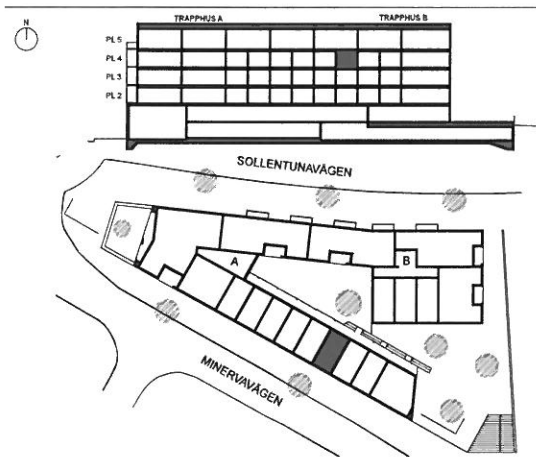 N
TRAPPHUS A
TRAPPHUS B
PL 5
PL 4
PL 3
PL 2
SOLLENTUNAVÄGEN
A
B
MINERVAVÄGEN